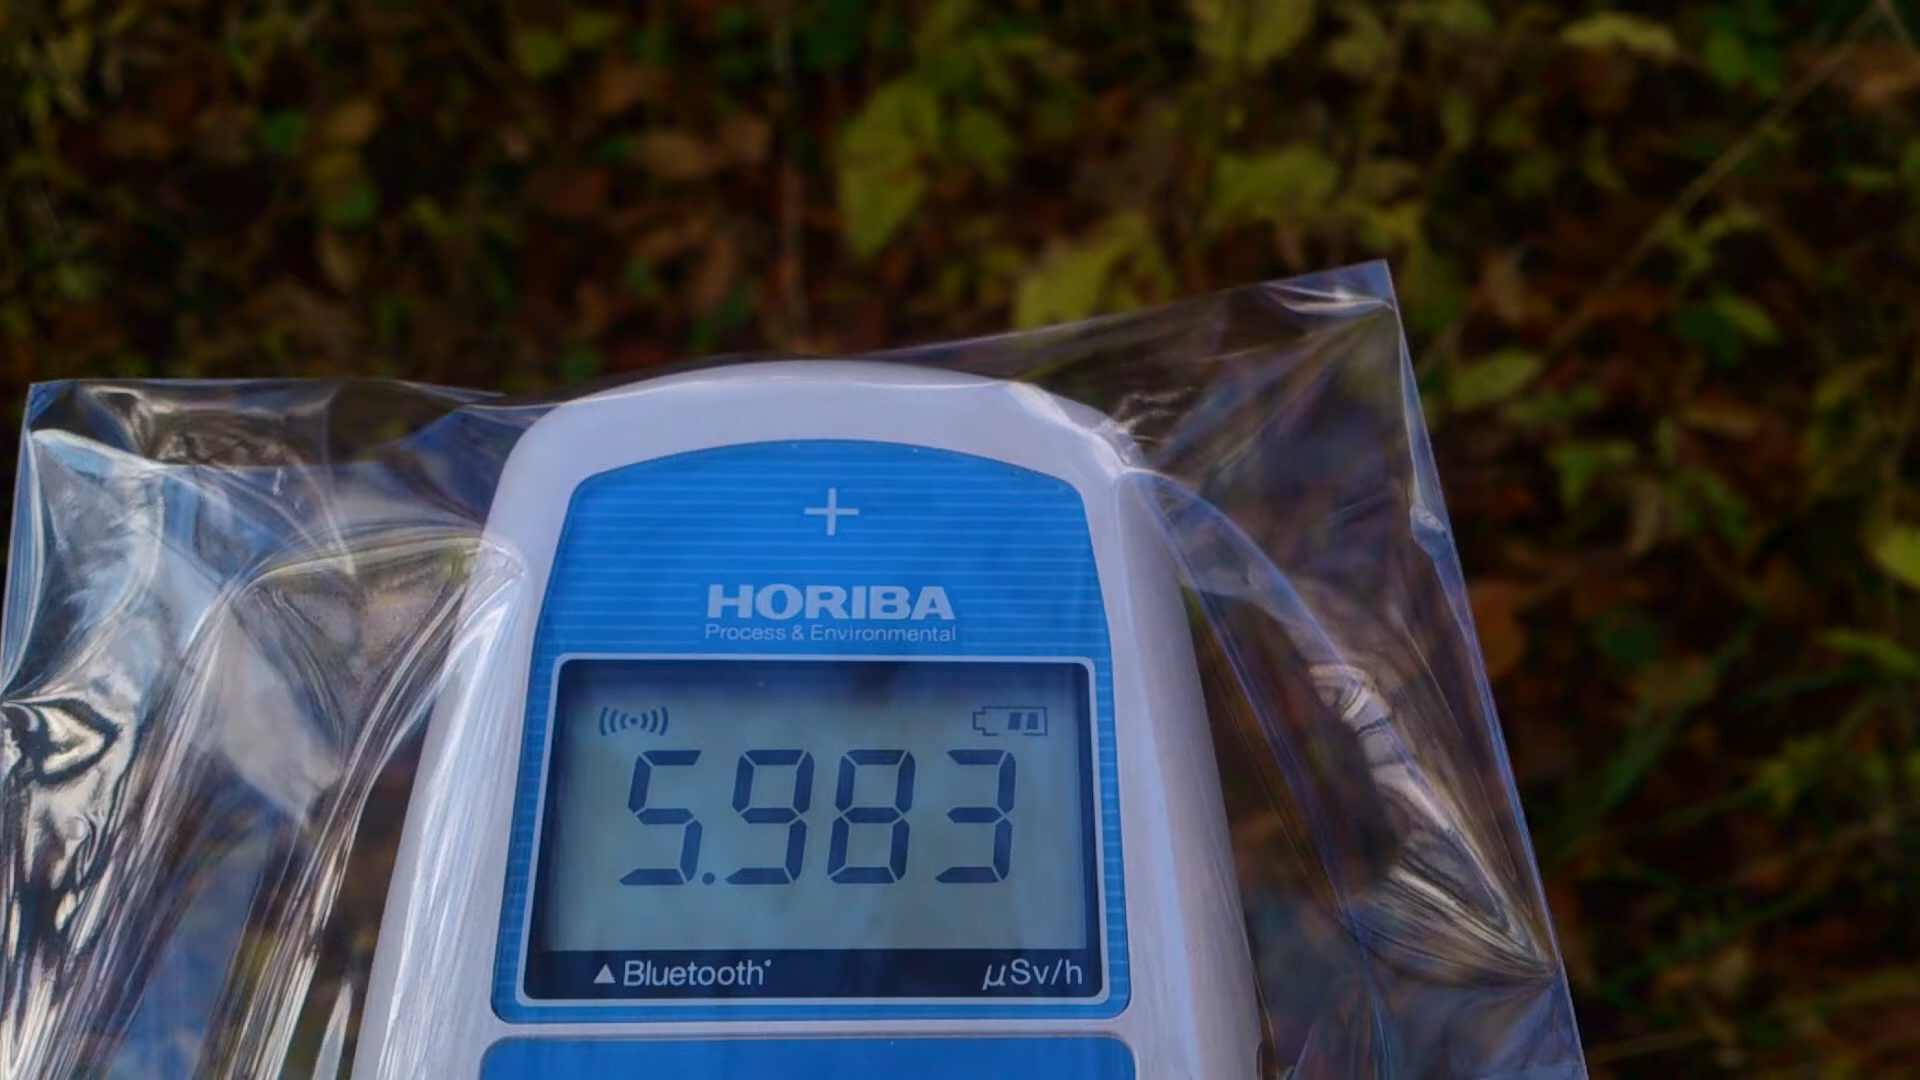 HORIBA
Process & Environmental
5.983
▲Bluetooth®
μSv/h